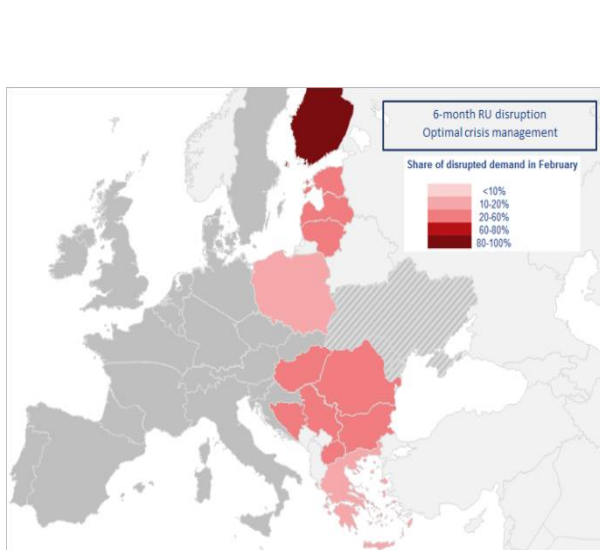 6-month RU disruption
Optimal crisis management
Share of disrupted demand in February
<10%
10-20%
20-60%
60-80%
80-100%